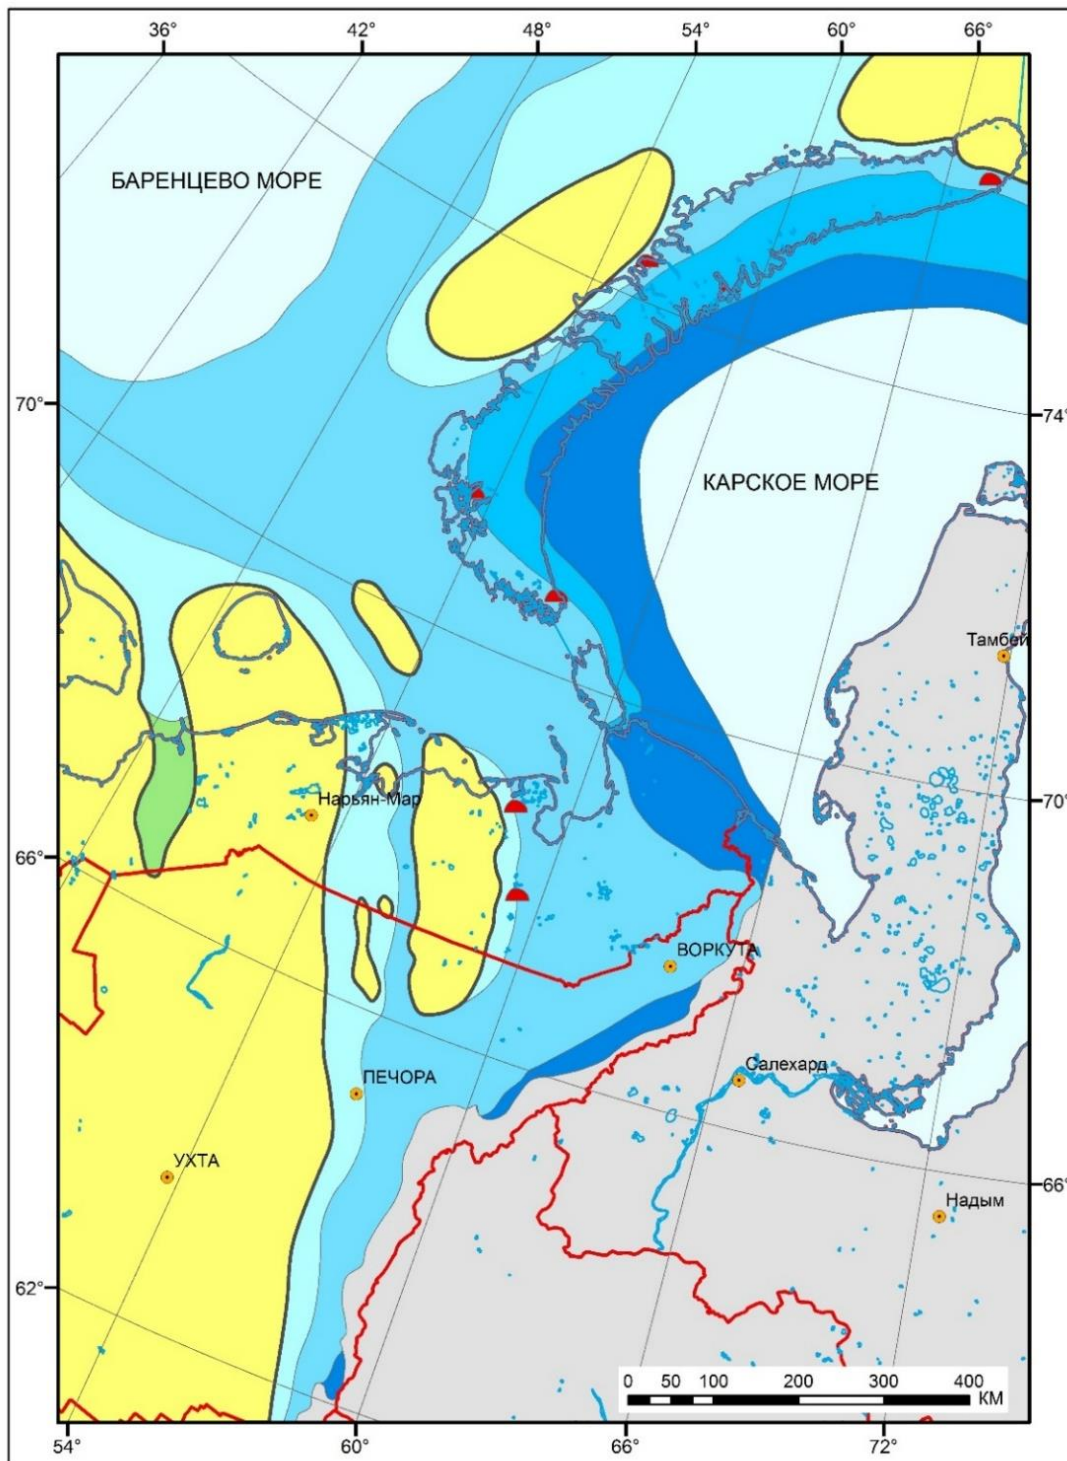 36° 42° 48° 54° 60° 66°
БАРЕНЦЕВО МОРЕ
70°
74°
КАРСКОЕ МОРЕ
Тамбей
Нарьян-Мар
70°
66°
ВОРКУТА
Салехард
ПЕЧОРА
УХТА
66°
Надым
62°
0 50 100 200 300 400
КМ
54° 60° 66° 72°